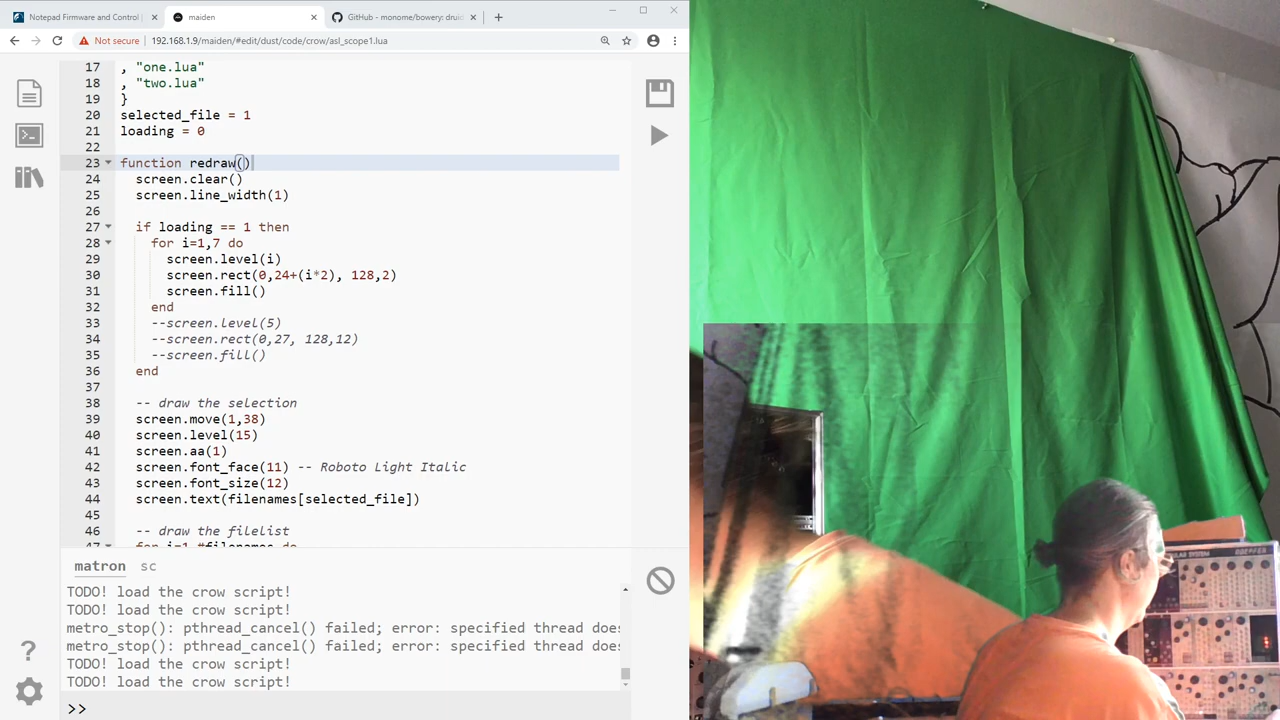 Notepad Firmware and Control |
maiden
GitHub - monome/bowery: druid
Not secure | 192.168.1.9/maiden/#edit/dust/code/crow/asl_scope1.lua
17 , "one.lua"
18 , "two.lua"
19 }
20 selected_file = 1
21 loading = 0
22
23 function redraw()
24 screen.clear()
25 screen.line_width(1)
26
27 if loading == 1 then
28 for i=1,7 do
29 screen.level(i)
30 screen.rect(0,24+(i*2), 128,2)
31 screen.fill()
32 end
33 --screen.level(5)
34 --screen.rect(0,27, 128,12)
35 --screen.fill()
36 end
37
38 -- draw the selection
39 screen.move(1,38)
40 screen.level(15)
41 screen.aa(1)
42 screen.font_face(11) -- Roboto Light Italic
43 screen.font_size(12)
44 screen.text(filenames[selected_file])
45
46 -- draw the filelist
47 for i=1,#filenames do
matron sc
TODO! load the crow script!
TODO! load the crow script!
metro_stop(): pthread_cancel() failed; error: specified thread does
metro_stop(): pthread_cancel() failed; error: specified thread does
TODO! load the crow script!
TODO! load the crow script!
>>
DOEPFER